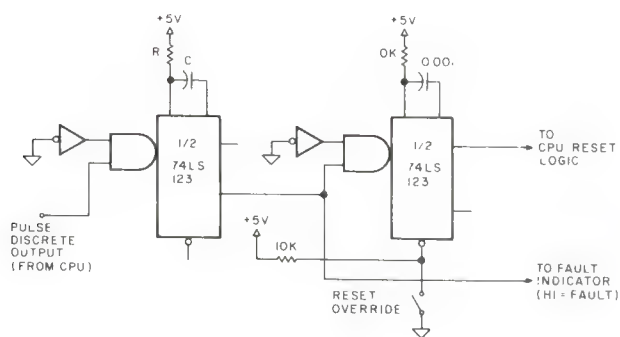 +5V
R
C
1/2
74LS
123
PULSE
DISCRETE
OUTPUT
(FROM CPU)
+5V
0K
0.00.
1/2
74LS
123
TO
CPU RESET
LOGIC
+5V
10K
RESET
OVERRIDE
TO FAULT
INDICATOR
(HI = FAULT)